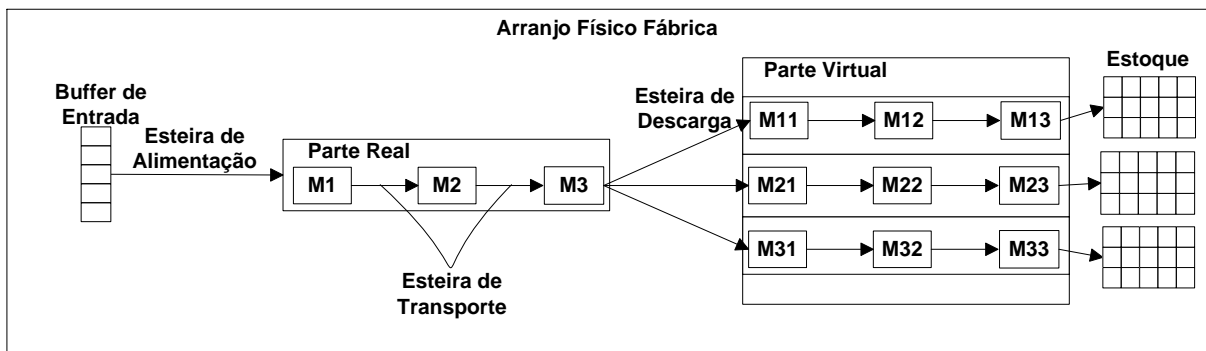 Arranjo Físico Fábrica
Buffer de
Entrada
Esteira de
Alimentação
Parte Real
M1
M2
M3
Esteira de
Transporte
Esteira de
Descarga
Parte Virtual
M11
M12
M13
M21
M22
M23
M31
M32
M33
Estoque